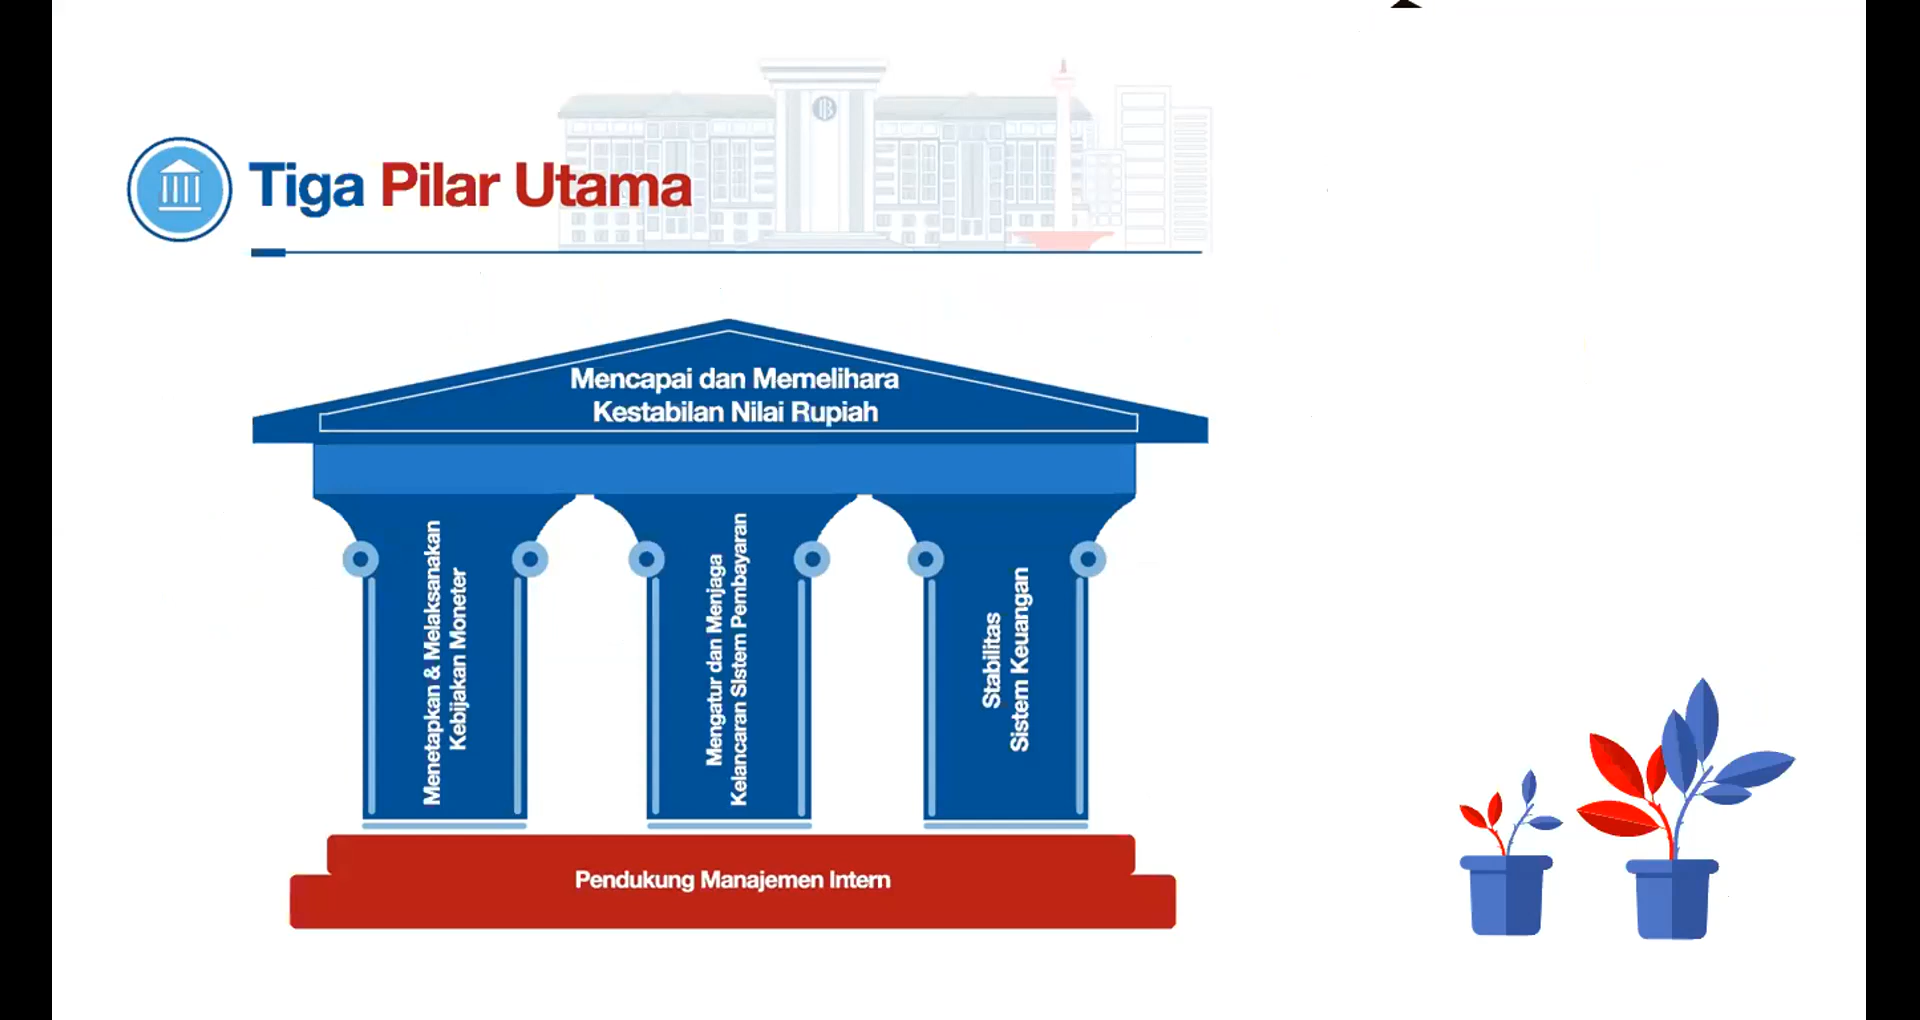 Tiga Pilar Utama
Mencapai dan Memelihara
Kestabilan Nilai Rupiah
Menetapkan & Melaksanakan
Kebijakan Moneter
Mengatur dan Menjaga
Kelancaran SIstem Pembayaran
Stabilitas
Sistem Keuangan
Pendukung Manajemen Intern